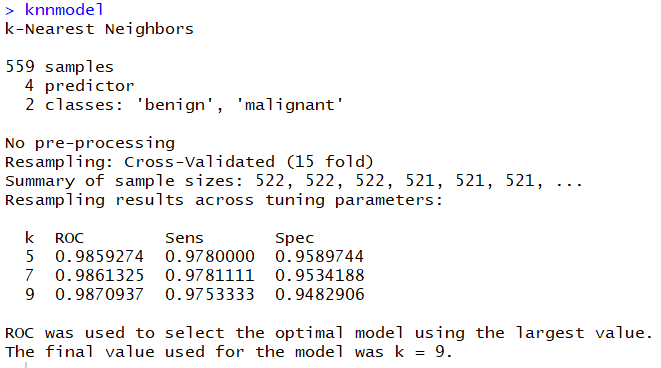 > knnmodel
k-Nearest Neighbors
559 samples
4 predictor
2 classes: 'benign', 'malignant'
No pre-processing
Resampling: Cross-Validated (15 fold)
Summary of sample sizes: 522, 522, 522, 521, 521, 521, ...
Resampling results across tuning parameters:
k ROC Sens Spec
5 0.9859274 0.9780000 0.9589744
7 0.9861325 0.9781111 0.9534188
9 0.9870937 0.9753333 0.9482906
ROC was used to select the optimal model using the largest value.
The final value used for the model was k = 9.